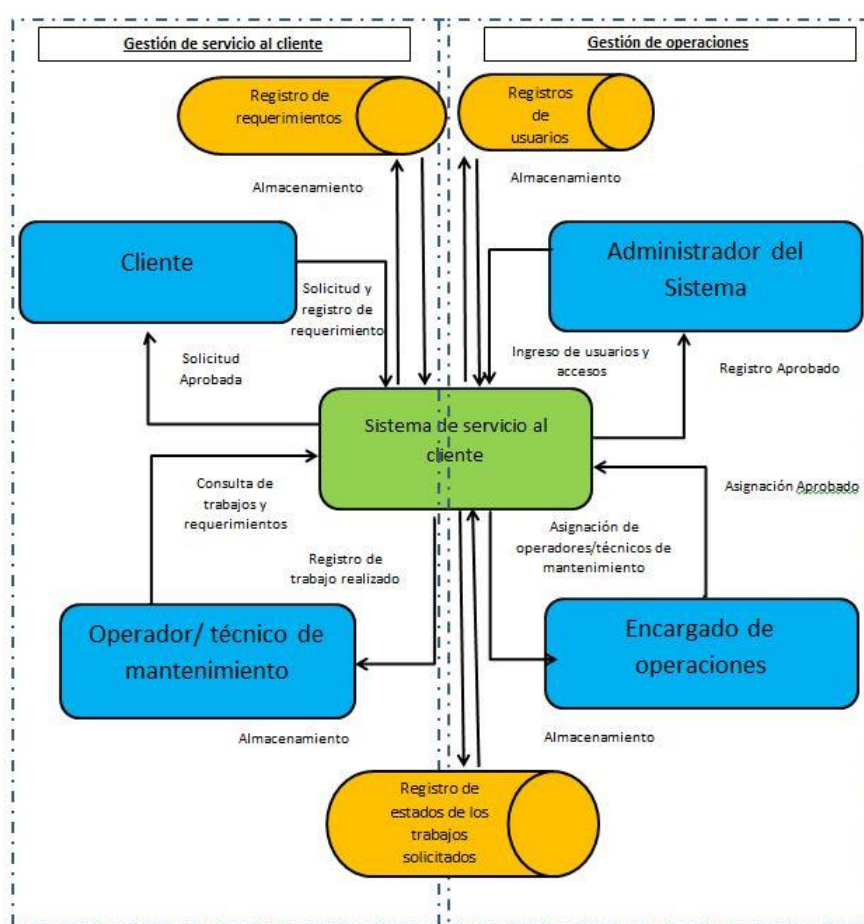 Gestión de servicio al cliente
Gestión de operaciones
Registro de
requerimientos
Registros
de
usuarios
Almacenamiento
Almacenamiento
Cliente
Administrador del
Sistema
Solicitud y
registro de
requerimiento
Solicitud
Aprobada
Ingreso de usuarios y
accesos
Registro Aprobado
Sistema de servicio al
cliente
Consulta de
trabajos y
requerimientos
Asignación Aprobado
Registro de
trabajo realizado
Asignación de
operadores/técnicos de
mantenimiento
Operador/ técnico de
mantenimiento
Encargado de
operaciones
Almacenamiento
Almacenamiento
Registro de
estados de los
trabajos
solicitados